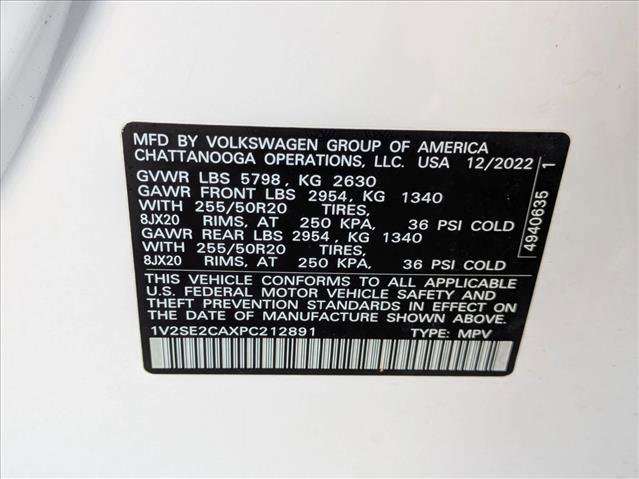 MFD BY VOLKSWAGEN GROUP OF AMERICA
CHATTANOOGA OPERATIONS, LLC. USA 12/2022
GVWR LBS 5798, KG 2630
GAWR FRONT LBS 2954, KG 1340
WITH 255/50R20 TIRES,
8JX20 RIMS, AT 250 KPA, 36 PSI COLD
GAWR REAR LBS 2954, KG 1340
WITH 255/50R20 TIRES,
8JX20 RIMS, AT 250 KPA, 36 PSI COLD
THIS VEHICLE CONFORMS TO ALL APPLICABLE
U.S. FEDERAL MOTOR VEHICLE SAFETY AND
THEFT PREVENTION STANDARDS IN EFFECT ON
THE DATE OF MANUFACTURE SHOWN ABOVE.
1V2SE2CAXPC212891 TYPE: MPV
4940635 1